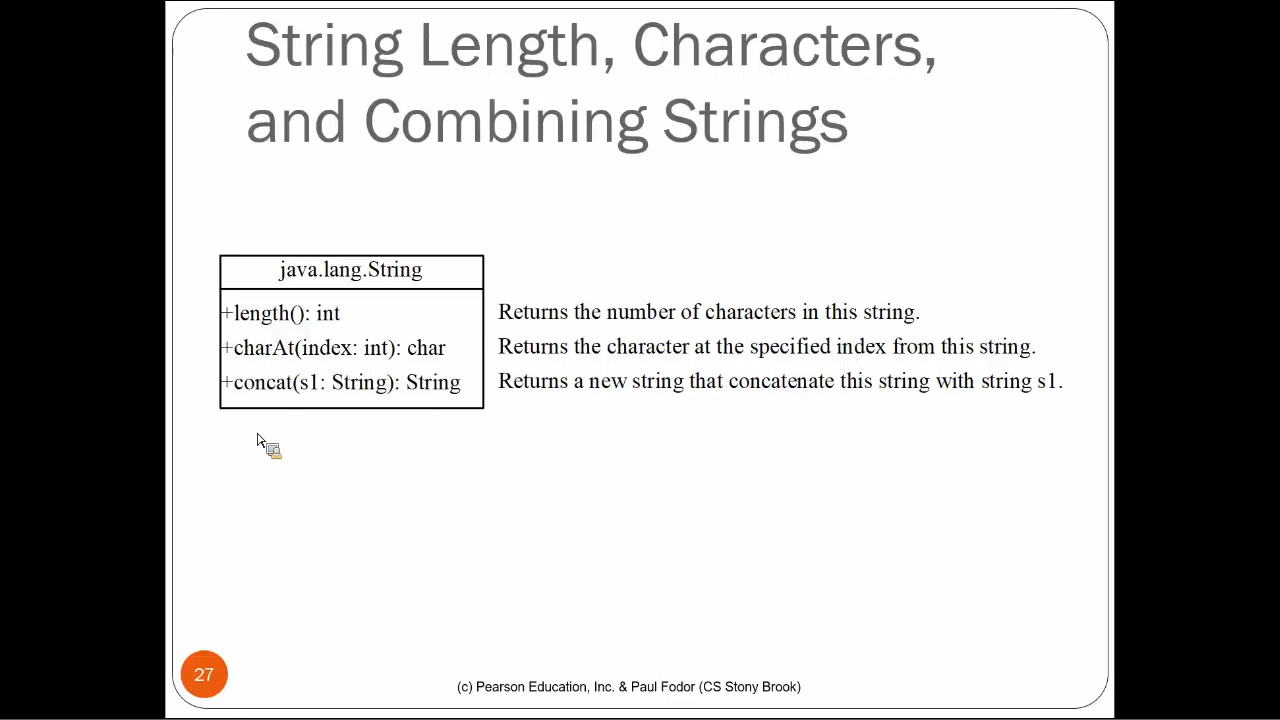 String Length, Characters,
and Combining Strings
java.lang.String
+length(): int
Returns the number of characters in this string.
+charAt(index: int): char
Returns the character at the specified index from this string.
+concat(s1: String): String
Returns a new string that concatenate this string with string s1.
27
(c) Pearson Education, Inc. & Paul Fodor (CS Stony Brook)